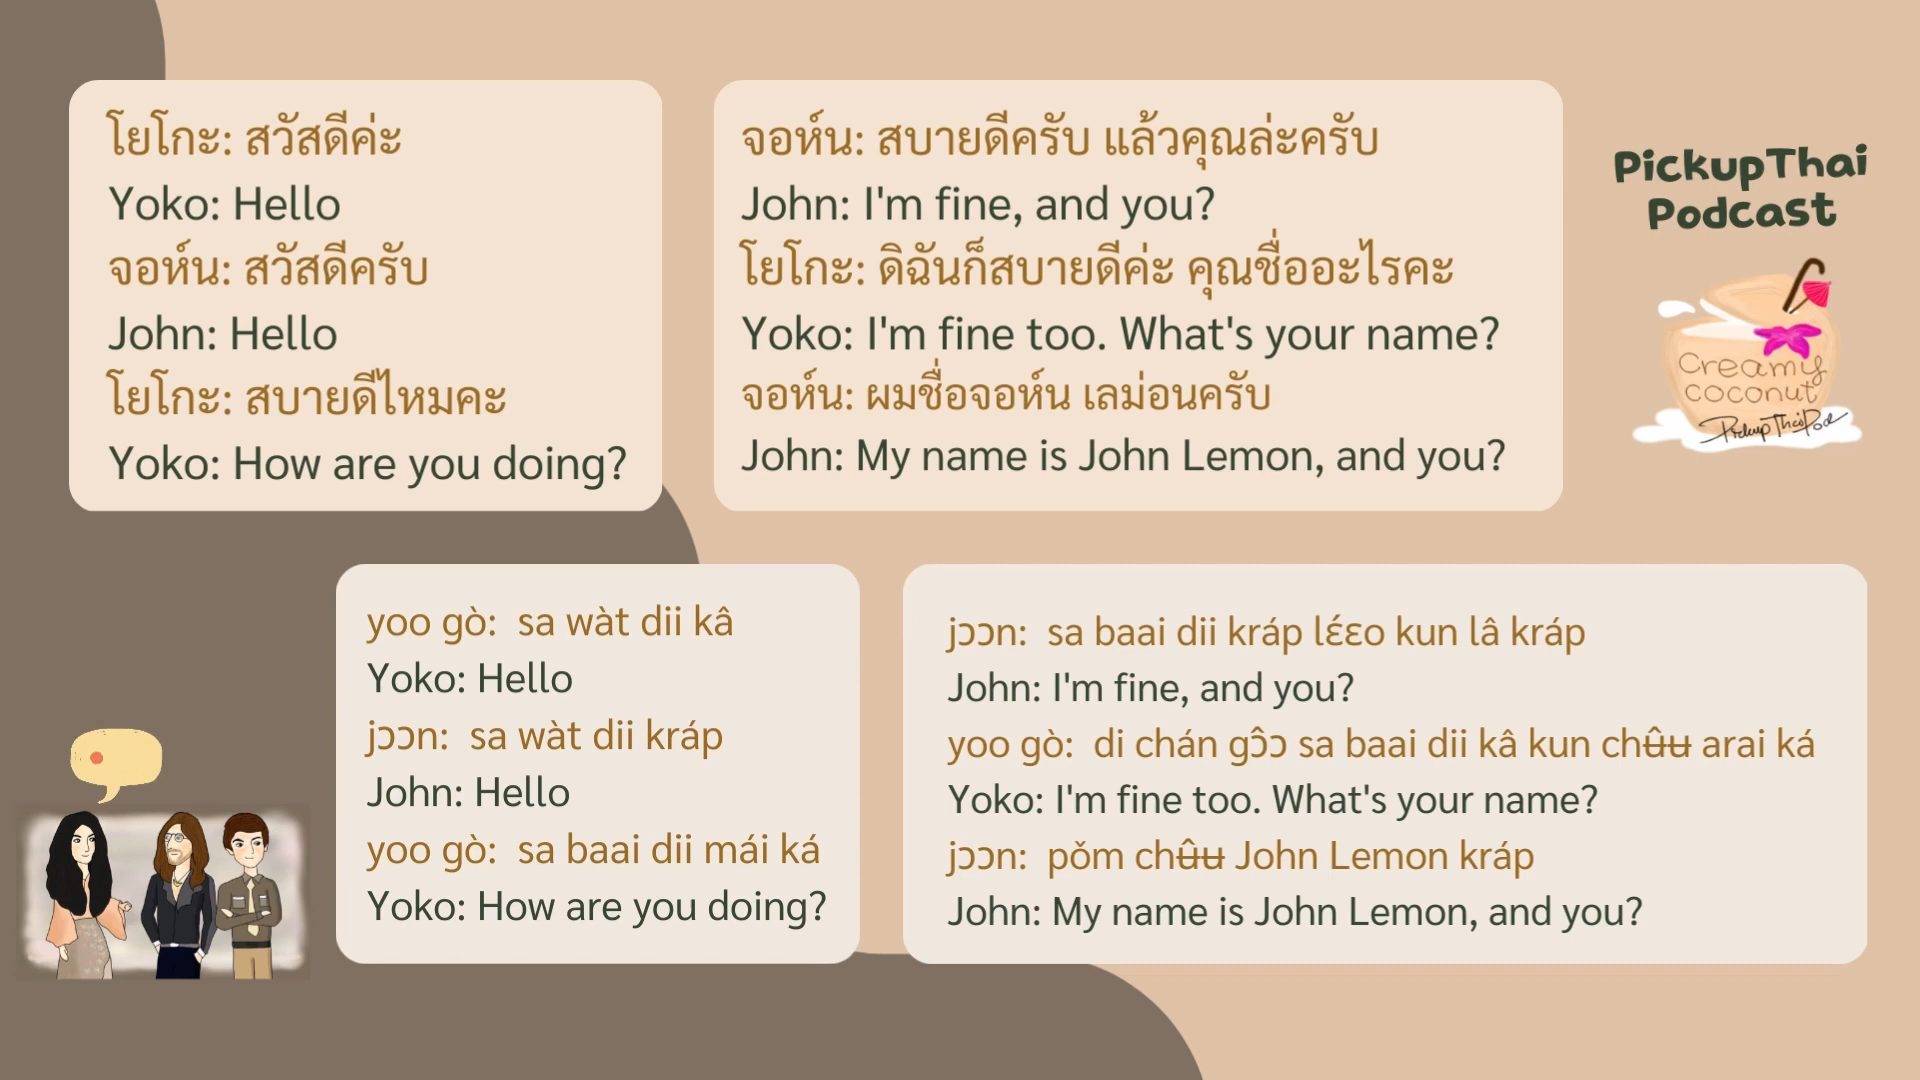 โยโกะ: สวัสดีค่ะ
Yoko: Hello
จอห์น: สวัสดีครับ
John: Hello
โยโกะ: สบายดีไหมคะ
Yoko: How are you doing?
จอห์น: สบายดีครับ แล้วคุณล่ะครับ
John: I'm fine, and you?
โยโกะ: ดิฉันก็สบายดีค่ะ คุณชื่ออะไรคะ
Yoko: I'm fine too. What's your name?
จอห์น: ผมชื่อจอห์น เลม่อนครับ
John: My name is John Lemon, and you?
PickupThai
Podcast
Creamy
coconut
PickupThaiPod
yoo gò: sa wàt dii kâ
Yoko: Hello
jɔɔn: sa wàt dii kráp
John: Hello
yoo gò: sa baai dii mái ká
Yoko: How are you doing?
jɔɔn: sa baai dii kráp lɛ́ɛo kun lâ kráp
John: I'm fine, and you?
yoo gò: di chán gɔ̂ɔ sa baai dii kâ kun chʉ̂ʉ arai ká
Yoko: I'm fine too. What's your name?
jɔɔn: pǒm chʉ̂ʉ John Lemon kráp
John: My name is John Lemon, and you?